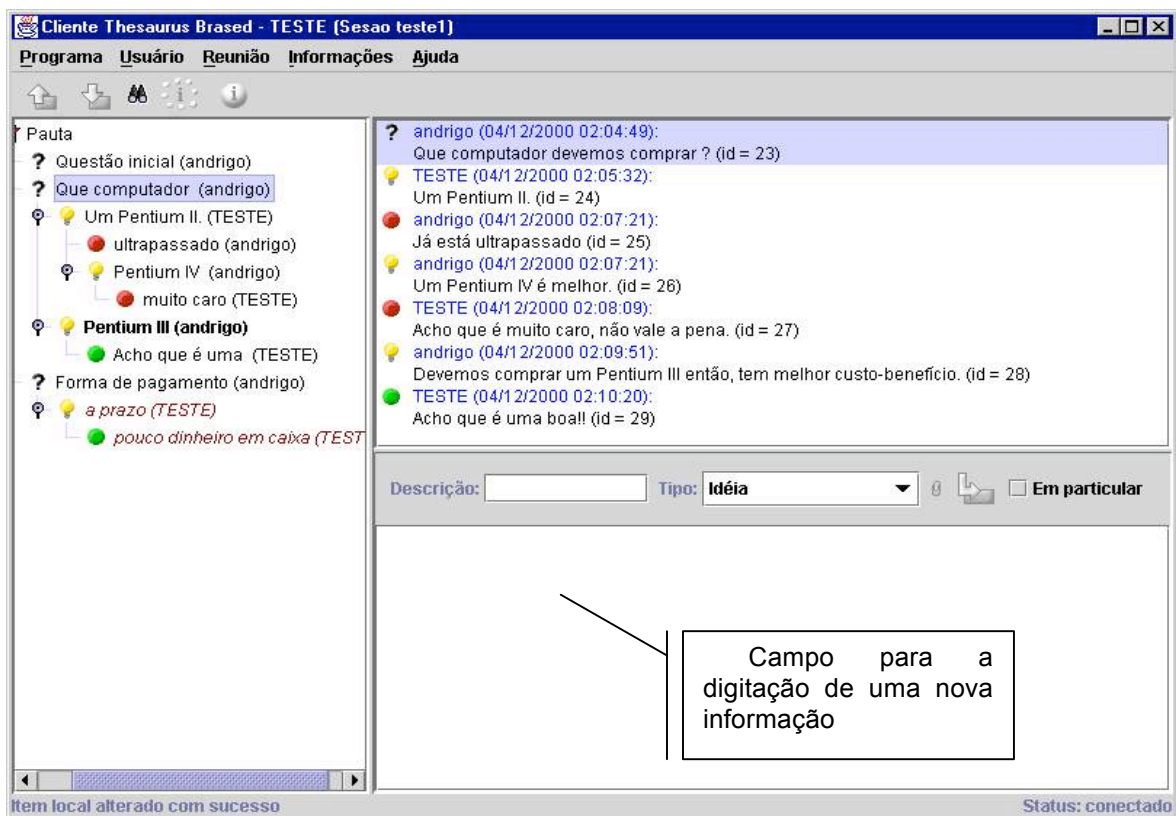 Cliente Thesaurus Brased - TESTE (Sesao teste1)
Programa Usuário Reunião Informações Ajuda
Pauta
? Questão inicial (andrigo)
? Que computador (andrigo)
Um Pentium II. (TESTE)
ultrapassado (andrigo)
Pentium IV (andrigo)
muito caro (TESTE)
Pentium III (andrigo)
Acho que é uma (TESTE)
? Forma de pagamento (andrigo)
a prazo (TESTE)
pouco dinheiro em caixa (TEST
? andrigo (04/12/2000 02:04:49):
Que computador devemos comprar ? (id = 23)
TESTE (04/12/2000 02:05:32):
Um Pentium II. (id = 24)
andrigo (04/12/2000 02:07:21):
Já está ultrapassado (id = 25)
andrigo (04/12/2000 02:07:21):
Um Pentium IV é melhor. (id = 26)
TESTE (04/12/2000 02:08:09):
Acho que é muito caro, não vale a pena. (id = 27)
andrigo (04/12/2000 02:09:51):
Devemos comprar um Pentium III então, tem melhor custo-benefício. (id = 28)
TESTE (04/12/2000 02:10:20):
Acho que é uma boa!! (id = 29)
Descrição: Tipo: Idéia Em particular
Campo para a
digitação de uma nova
informação
Item local alterado com sucesso
Status: conectado